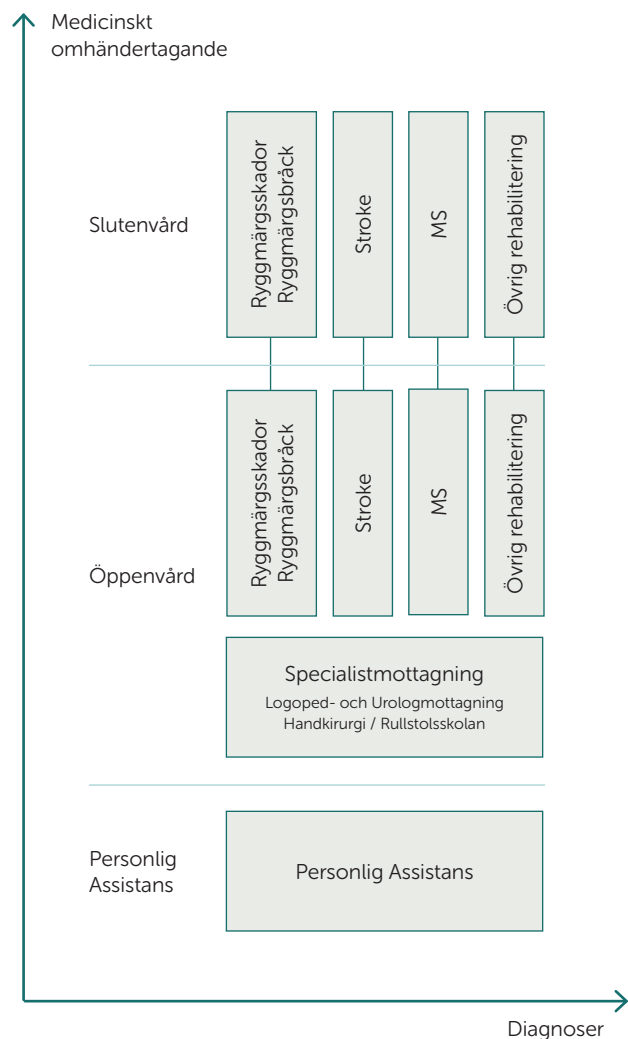 Medicinskt
omhändertagande
Slutenvård
Ryggmärgsskador
Ryggmärgsbråck
Stroke
MS
Övrig rehabilitering
Öppenvård
Ryggmärgsskador
Ryggmärgsbråck
Stroke
MS
Övrig rehabilitering
Specialistmottagning
Logoped- och Urologmottagning
Handkirurgi / Rullstolsskolan
Personlig
Assistans
Personlig Assistans
Diagnoser